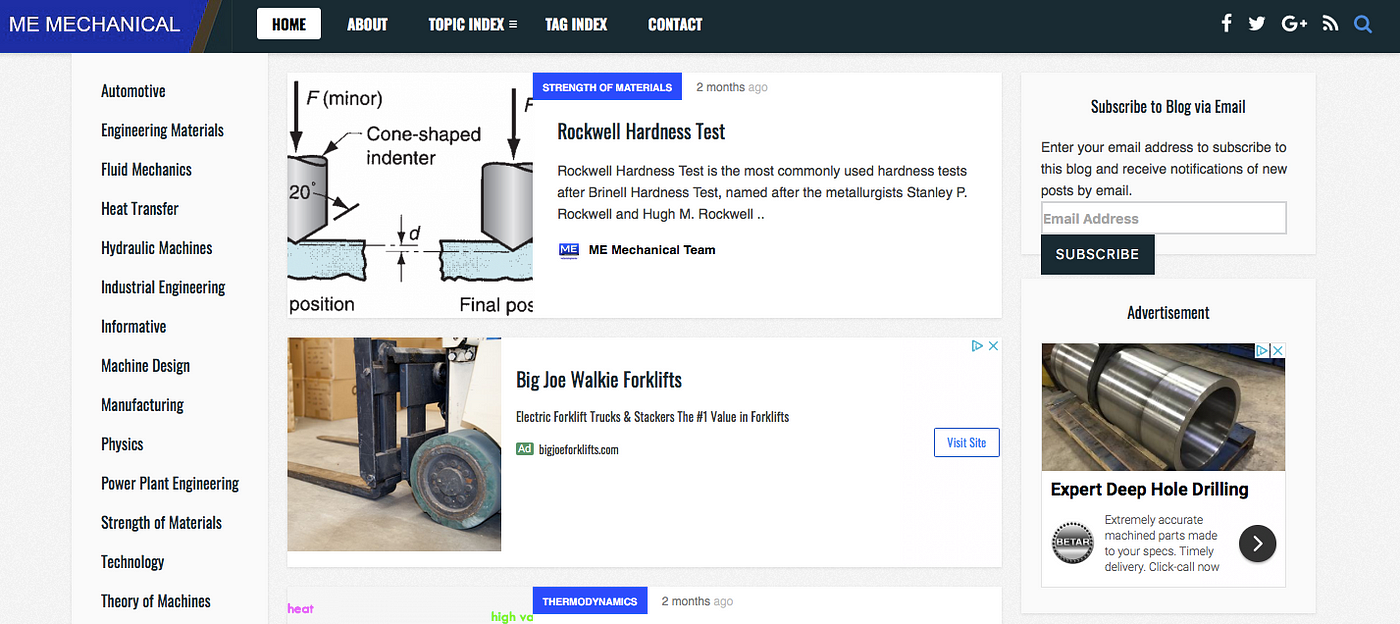 ME MECHANICAL
HOME
ABOUT
TOPIC INDEX
TAG INDEX
CONTACT
Automotive
Engineering Materials
Fluid Mechanics
Heat Transfer
Hydraulic Machines
Industrial Engineering
Informative
Machine Design
Manufacturing
Physics
Power Plant Engineering
Strength of Materials
Technology
Theory of Machines
F (minor)
F
Cone-shaped
indenter
20°
d
position
Final pos
STRENGTH OF MATERIALS
2 months ago
Rockwell Hardness Test
Rockwell Hardness Test is the most commonly used hardness tests
after Brinell Hardness Test, named after the metallurgists Stanley P.
Rockwell and Hugh M. Rockwell ..
ME
ME Mechanical Team
Big Joe Walkie Forklifts
Electric Forklift Trucks & Stackers The #1 Value in Forklifts
Ad bigjoeforklifts.com
Visit Site
heat
high va
THERMODYNAMICS
2 months ago
Subscribe to Blog via Email
Enter your email address to subscribe to
this blog and receive notifications of new
posts by email.
Email Address
SUBSCRIBE
Advertisement
Expert Deep Hole Drilling
BETAR
Extremely accurate
machined parts made
to your specs. Timely
delivery. Click-call now